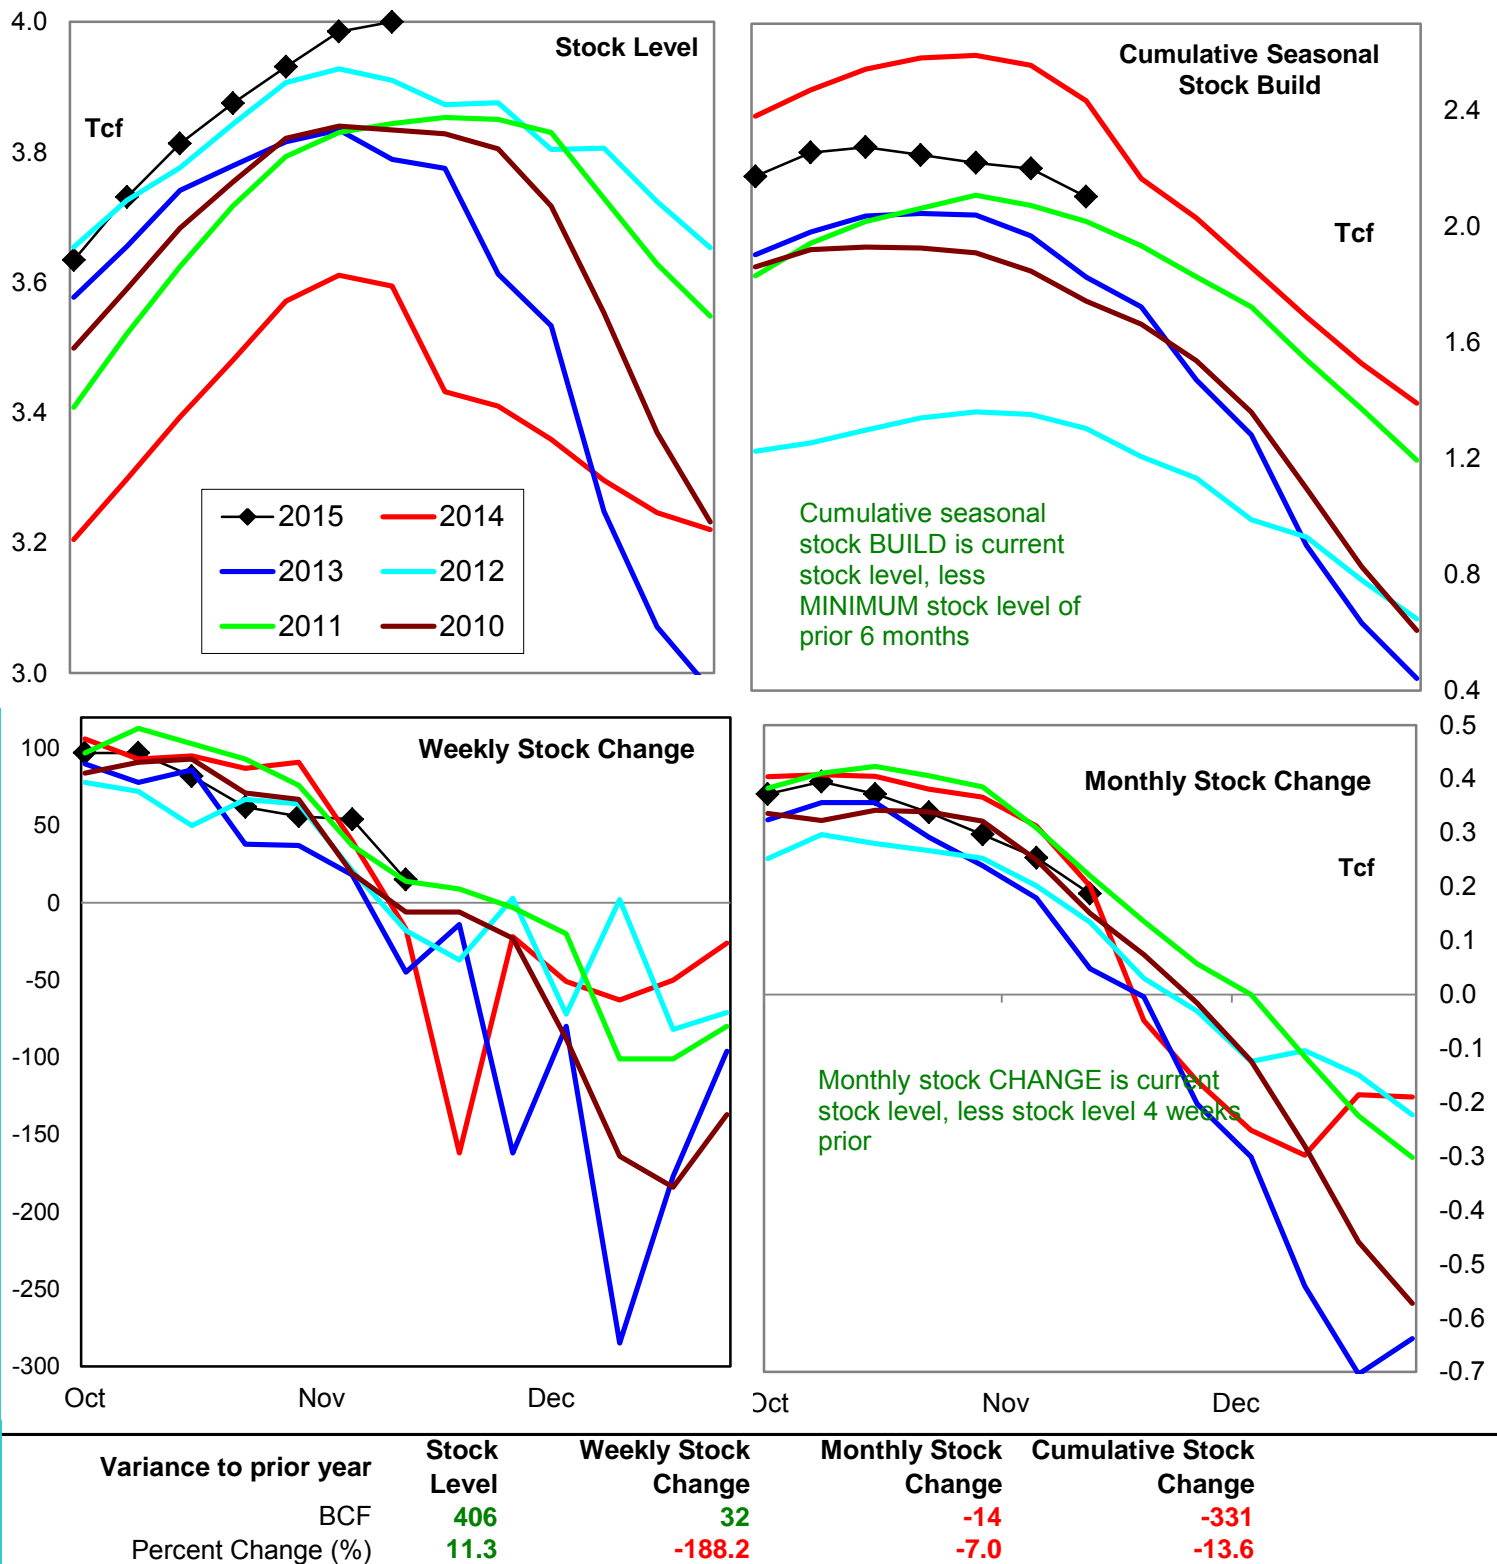 4.0
3.8
3.6
3.4
3.2
3.0
Stock Level
Tcf
2015 2014
2013 2012
2011 2010
Cumulative Seasonal
Stock Build
Tcf
2.4
2.0
1.6
1.2
0.8
0.4
Cumulative seasonal
stock BUILD is current
stock level, less
MINIMUM stock level of
prior 6 months
100
50
0
-50
-100
-150
-200
-250
-300
Weekly Stock Change
Oct Nov Dec
Monthly Stock Change
Tcf
0.5
0.4
0.3
0.2
0.1
0.0
-0.1
-0.2
-0.3
-0.4
-0.5
-0.6
-0.7
Monthly stock CHANGE is current
stock level, less stock level 4 weeks
prior
Oct Nov Dec
Variance to prior year Stock Level Weekly Stock Change Monthly Stock Change Cumulative Stock Change
BCF 406 32 -14 -331
Percent Change (%) 11.3 -188.2 -7.0 -13.6